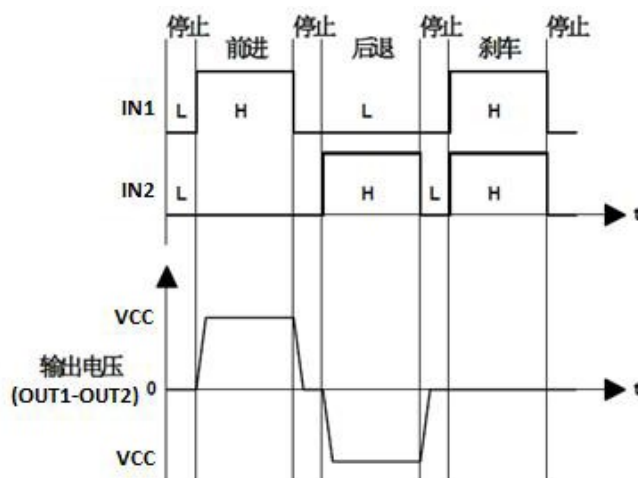 停止 前进 停止 后退 停止 刹车 停止
IN1 L H L H
IN2 L H L H
t
VCC
输出电压
(OUT1-OUT2) 0 t
VCC